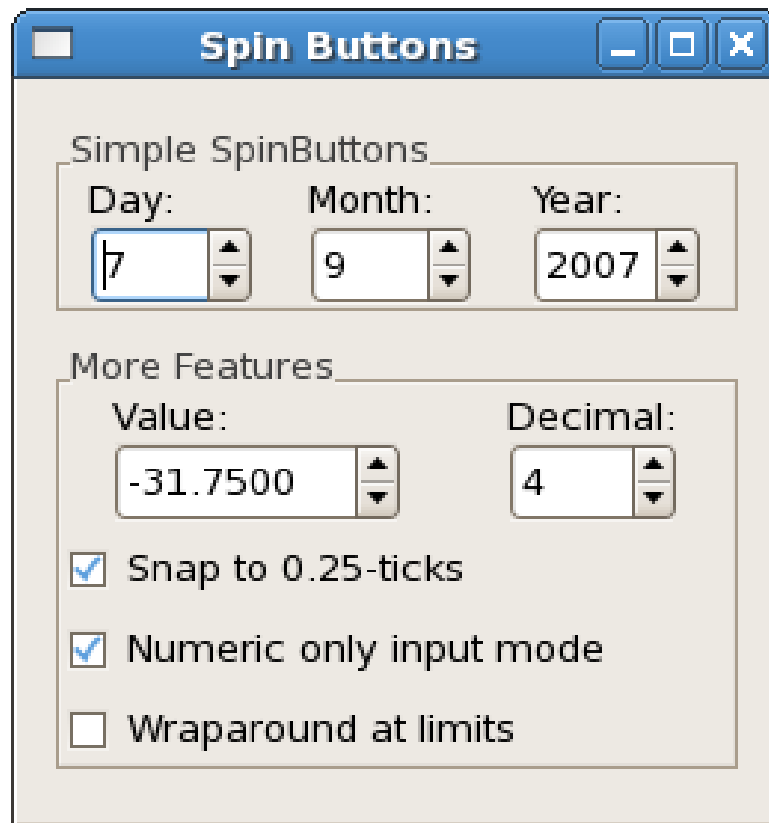 Spin Buttons
Simple SpinButtons
Day: Month: Year:
7 9 2007
More Features
Value: Decimal:
-31.7500 4
Snap to 0.25-ticks
Numeric only input mode
Wraparound at limits